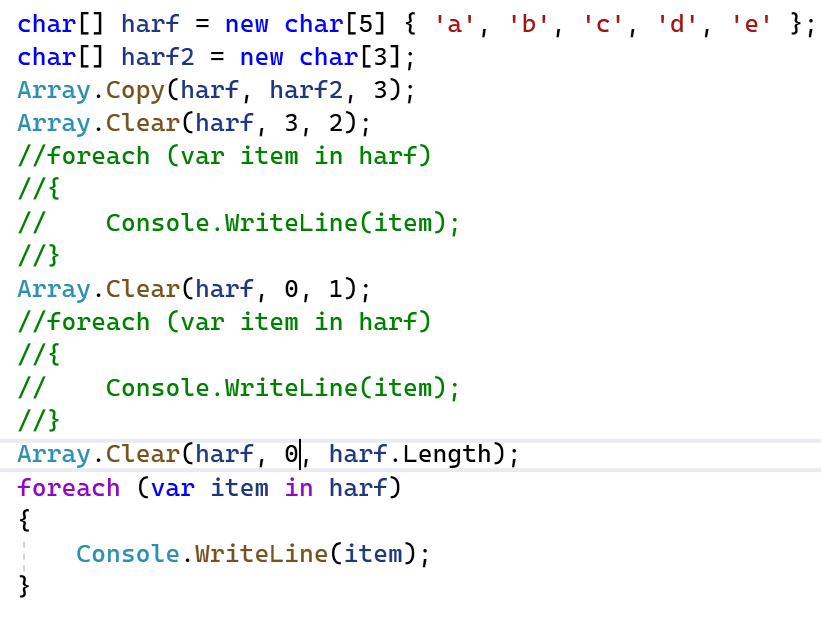 char[] harf = new char[5] { 'a', 'b', 'c', 'd', 'e' };
char[] harf2 = new char[3];
Array.Copy(harf, harf2, 3);
Array.Clear(harf, 3, 2);
//foreach (var item in harf)
//{
//    Console.WriteLine(item);
//}
Array.Clear(harf, 0, 1);
//foreach (var item in harf)
//{
//    Console.WriteLine(item);
//}
Array.Clear(harf, 0, harf.Length);
foreach (var item in harf)
{
    Console.WriteLine(item);
}